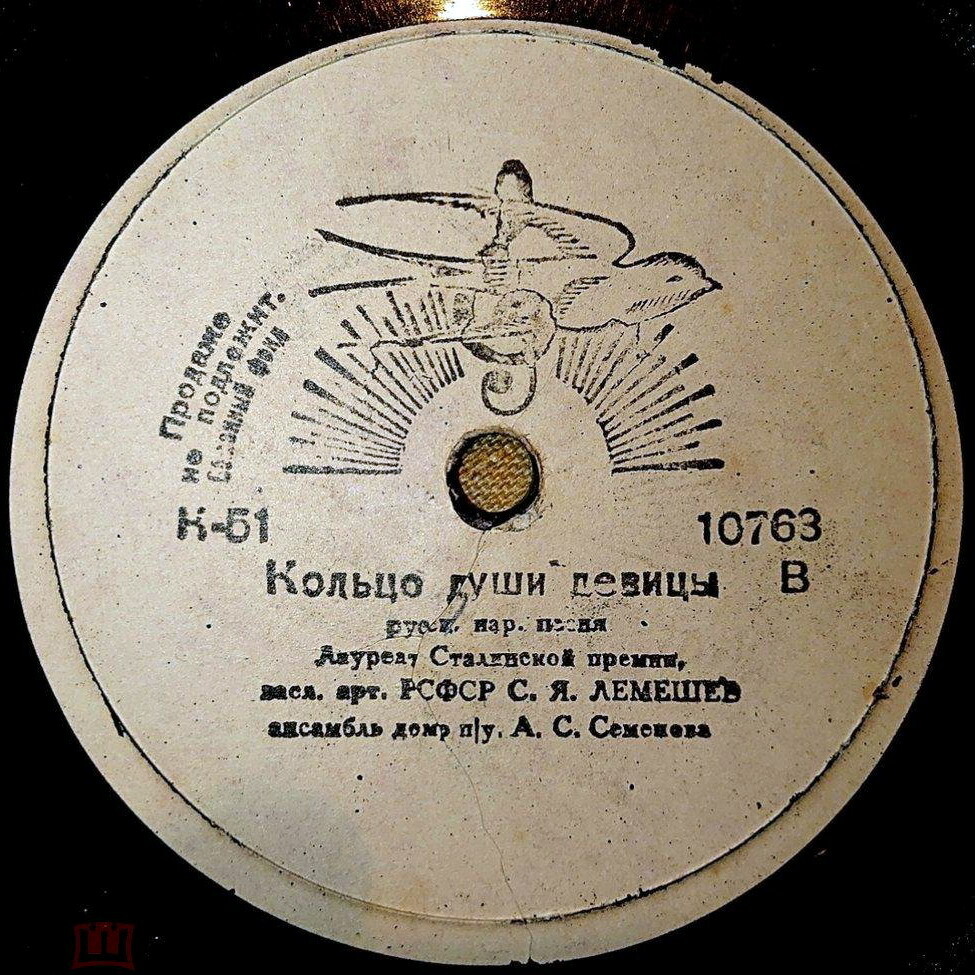 Продаже
не подлежит.
фонд
К-51
10763
Кольцо души девицы В
русск. нар. песня
Лауреат Сталинской премии,
засл. арт. РСФСР С. Я. ЛЕМЕШЕВ
ансамбль домр п/у. А. С. Семенова